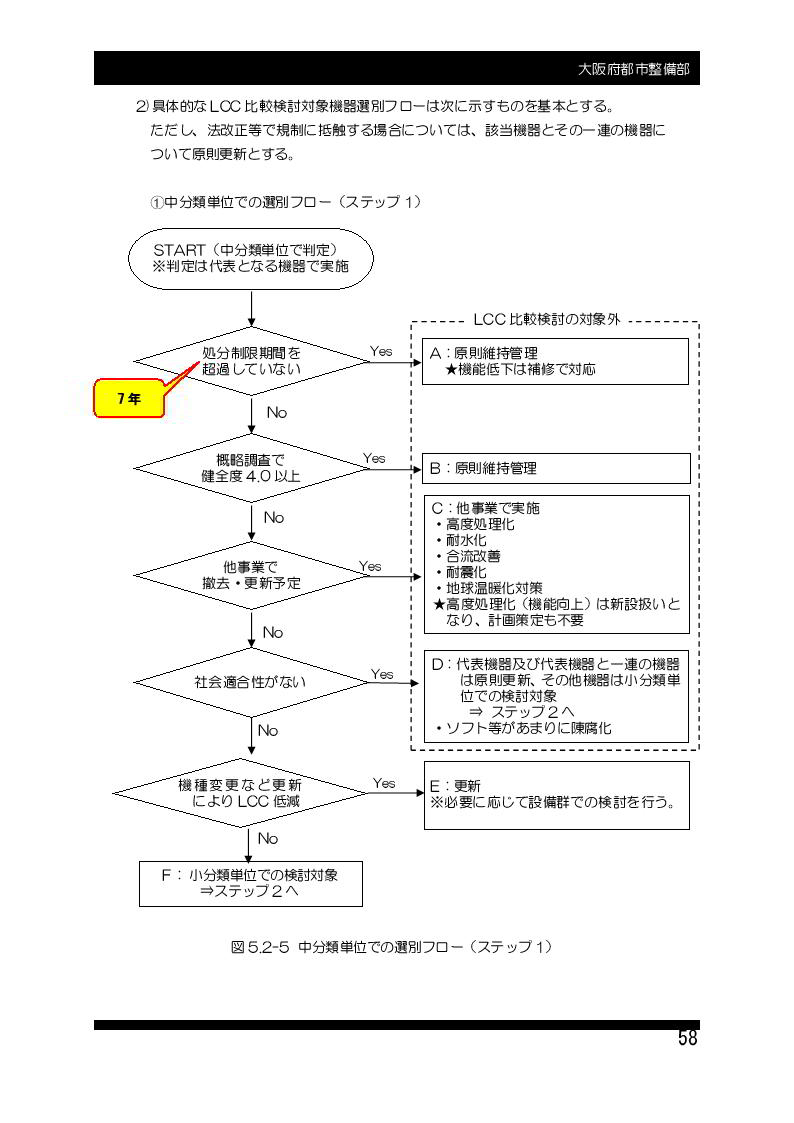 大阪府都市整備部
2)具体的なLCC比較検討対象機器選別フローは次に示すものを基本とする。
ただし、法改正等で規制に抵触する場合については、該当機器とその一連の機器に
ついて原則更新とする。
①中分類単位での選別フロー（ステップ1）
START（中分類単位で判定）
※判定は代表となる機器で実施
LCC比較検討の対象外
処分制限期間を
超過していない
Yes
A：原則維持管理
★機能低下は補修で対応
7年
No
概略調査で
健全度4.0以上
Yes
B：原則維持管理
No
C：他事業で実施
・高度処理化
・耐水化
・合流改善
・耐震化
・地球温暖化対策
★高度処理化（機能向上）は新設扱いと
なり、計画策定も不要
他事業で
撤去・更新予定
Yes
No
社会適合性がない
Yes
D：代表機器及び代表機器と一連の機器
は原則更新、その他機器は小分類単
位での検討対象
⇒ ステップ2へ
・ソフト等があまりに陳腐化
No
機種変更など更新
によりLCC低減
Yes
E：更新
※必要に応じて設備群での検討を行う。
No
F：小分類単位での検討対象
⇒ステップ2へ
図5.2-5 中分類単位での選別フロー（ステップ1）
58